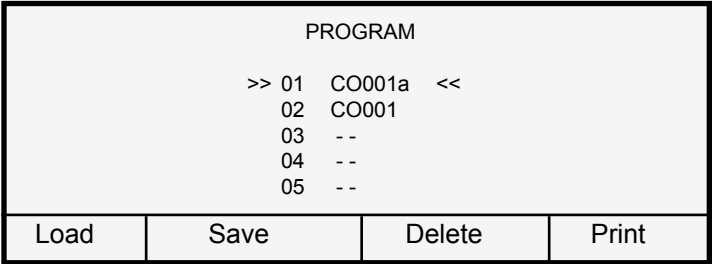 PROGRAM
>> 01 CO001a <<
02 CO001
03 - -
04 - -
05 - -
Load Save Delete Print